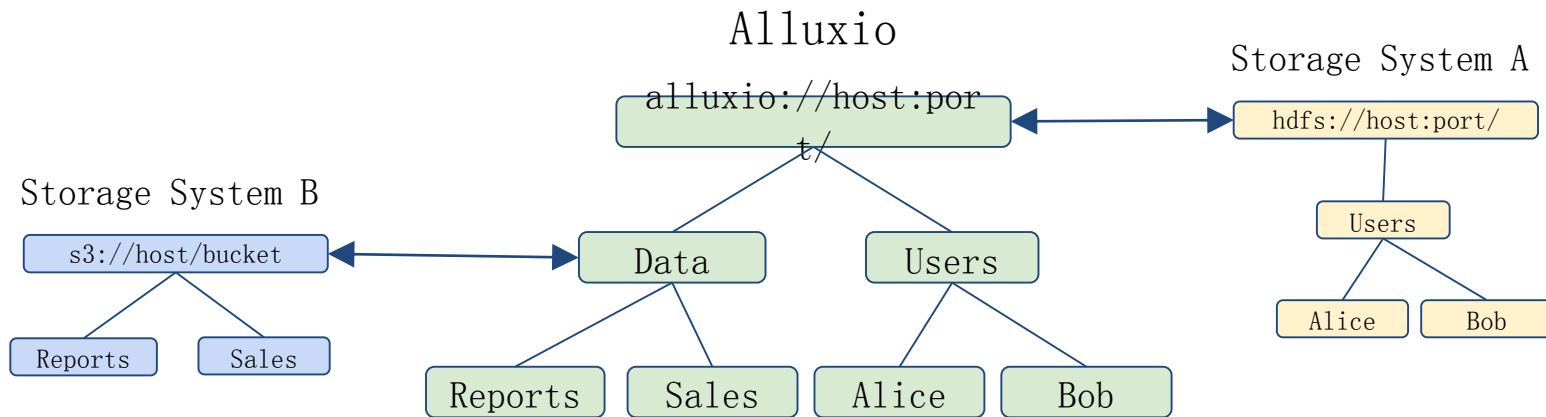 Alluxio
Storage System A
alluxio://host:por
t/
hdfs://host:port/
Storage System B
Users
s3://host/bucket
Data
Users
Alice
Bob
Reports
Sales
Reports
Sales
Alice
Bob